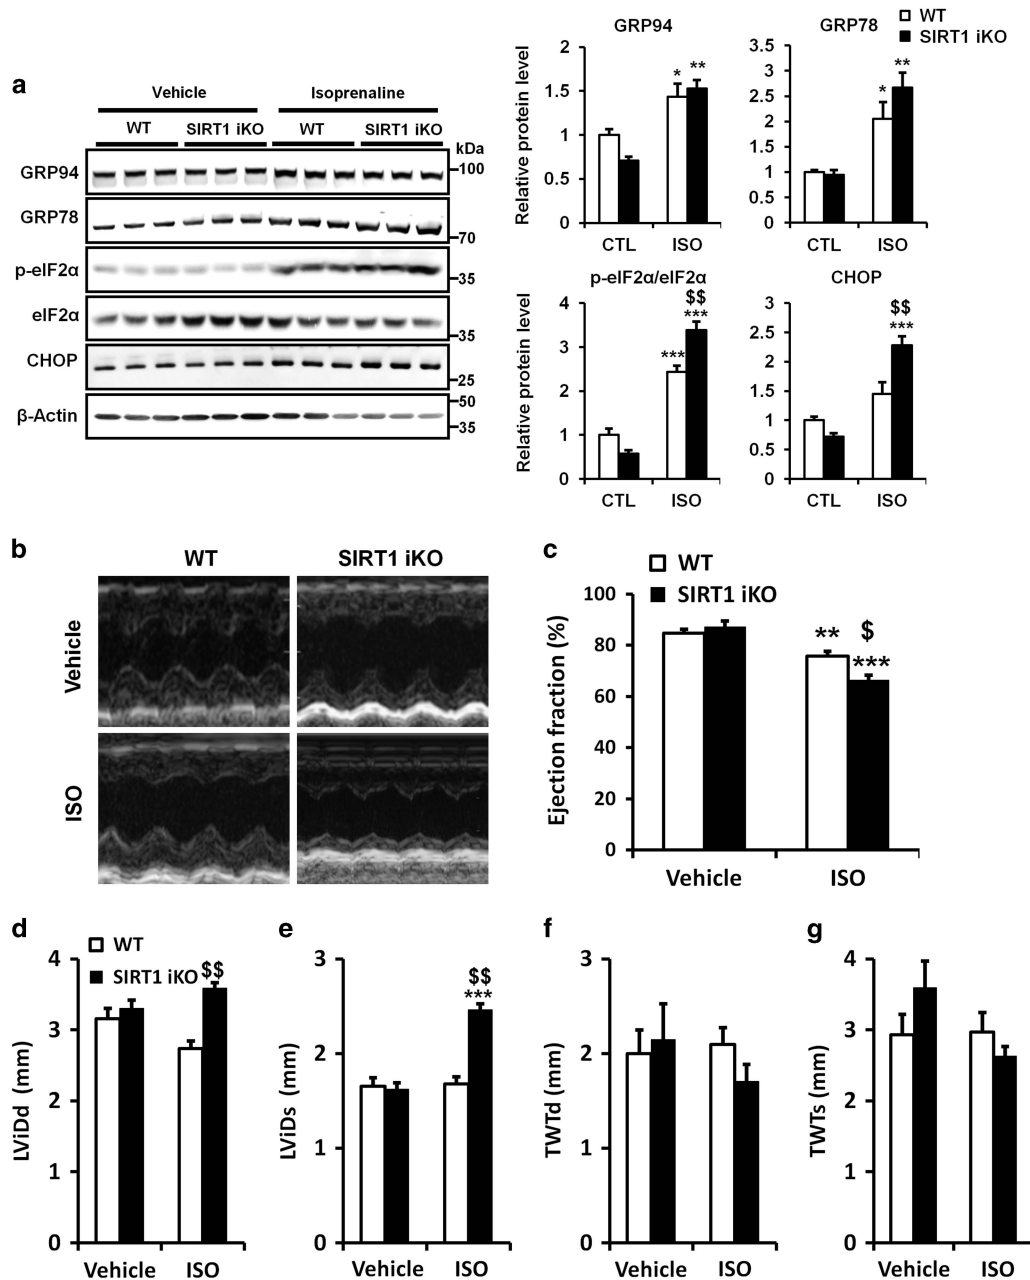 a
Vehicle
Isoprenaline
WT
SIRT1 iKO
WT
SIRT1 iKO
kDa
GRP94
100
GRP78
70
p-eIF2α
35
eIF2α
35
CHOP
25
β-Actin
50
35
WT
SIRT1 iKO
GRP94
Relative protein level
2
1.5
1
0.5
0
*
**
CTL
ISO
GRP78
3.5
3
2.5
2
1.5
1
0.5
0
*
**
CTL
ISO
p-eIF2α/eIF2α
Relative protein level
4
3
2
1
0
***
$$
***
CTL
ISO
CHOP
3
2.5
2
1.5
1
0.5
0
$$
***
CTL
ISO
b
WT
SIRT1 iKO
Vehicle
ISO
c
WT
SIRT1 iKO
Ejection fraction (%)
100
80
60
40
20
0
**
$
***
Vehicle
ISO
d
WT
SIRT1 iKO
LViDd (mm)
4
3
2
1
0
$$
Vehicle
ISO
e
LViDs (mm)
3
2
1
0
$$
***
Vehicle
ISO
f
TWTd (mm)
3
2
1
0
Vehicle
ISO
g
TWTs (mm)
4
3
2
1
0
Vehicle
ISO